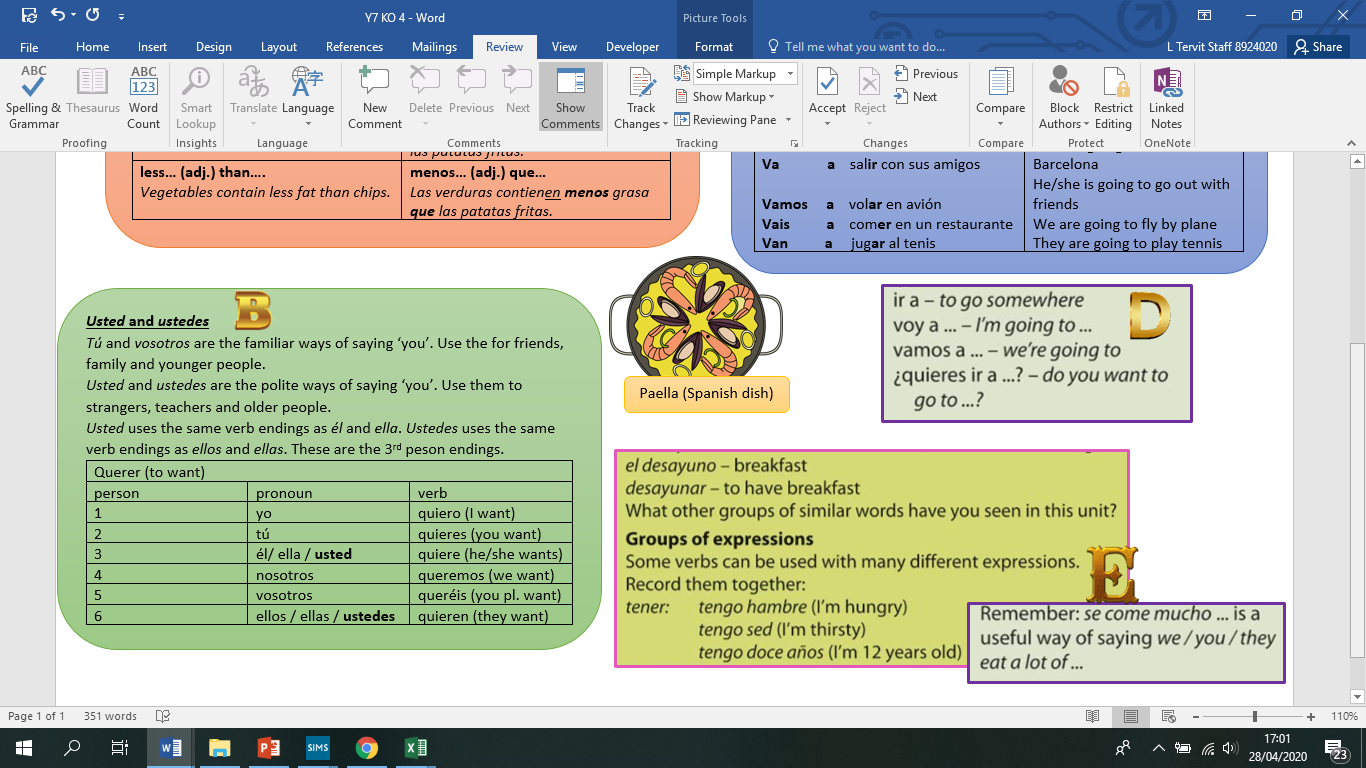 Y7 KO 4 - Word
Picture Tools
File Home Insert Design Layout References Mailings Review View Developer Format Tell me what you want to do... L Tervit Staff 8924020 Share
ABC
Spelling & Grammar
Thesaurus
ABC
123
Word Count
Proofing
Smart Lookup
Insights
Translate
Language
Language
New Comment
Delete
Previous
Next
Show Comments
Comments
Track Changes
Simple Markup
Show Markup
Reviewing Pane
Tracking
Accept
Reject
Previous
Next
Changes
Compare
Compare
Block Authors
Restrict Editing
Protect
Linked Notes
OneNote
las patatas fritas.
less... (adj.) than.... menos... (adj.) que...
Vegetables contain less fat than chips. Las verduras contienen menos grasa
que las patatas fritas.
Va a salir con sus amigos Barcelona
He/she is going to go out with
Vamos a volar en avión friends
Vais a comer en un restaurante We are going to fly by plane
Van a jugar al tenis They are going to play tennis
B
Usted and ustedes
Tú and vosotros are the familiar ways of saying ‘you’. Use the for friends,
family and younger people.
Usted and ustedes are the polite ways of saying ‘you’. Use them to
strangers, teachers and older people.
Usted uses the same verb endings as él and ella. Ustedes uses the same
verb endings as ellos and ellas. These are the 3rd peson endings.
Querer (to want)
person pronoun verb
1 yo quiero (I want)
2 tú quieres (you want)
3 él/ ella / usted quiere (he/she wants)
4 nosotros queremos (we want)
5 vosotros queréis (you pl. want)
6 ellos / ellas / ustedes quieren (they want)
Paella (Spanish dish)
D
ir a – to go somewhere
voy a ... – I’m going to ...
vamos a ... – we’re going to
¿quieres ir a ...? – do you want to
go to ...?
el desayuno – breakfast
desayunar – to have breakfast
What other groups of similar words have you seen in this unit?
Groups of expressions
Some verbs can be used with many different expressions.
Record them together:
tener: tengo hambre (I’m hungry)
tengo sed (I’m thirsty)
tengo doce años (I’m 12 years old)
E
Remember: se come mucho ... is a
useful way of saying we / you / they
eat a lot of ...
Page 1 of 1 351 words 110%
W P SIMS X
17:01
28/04/2020
23